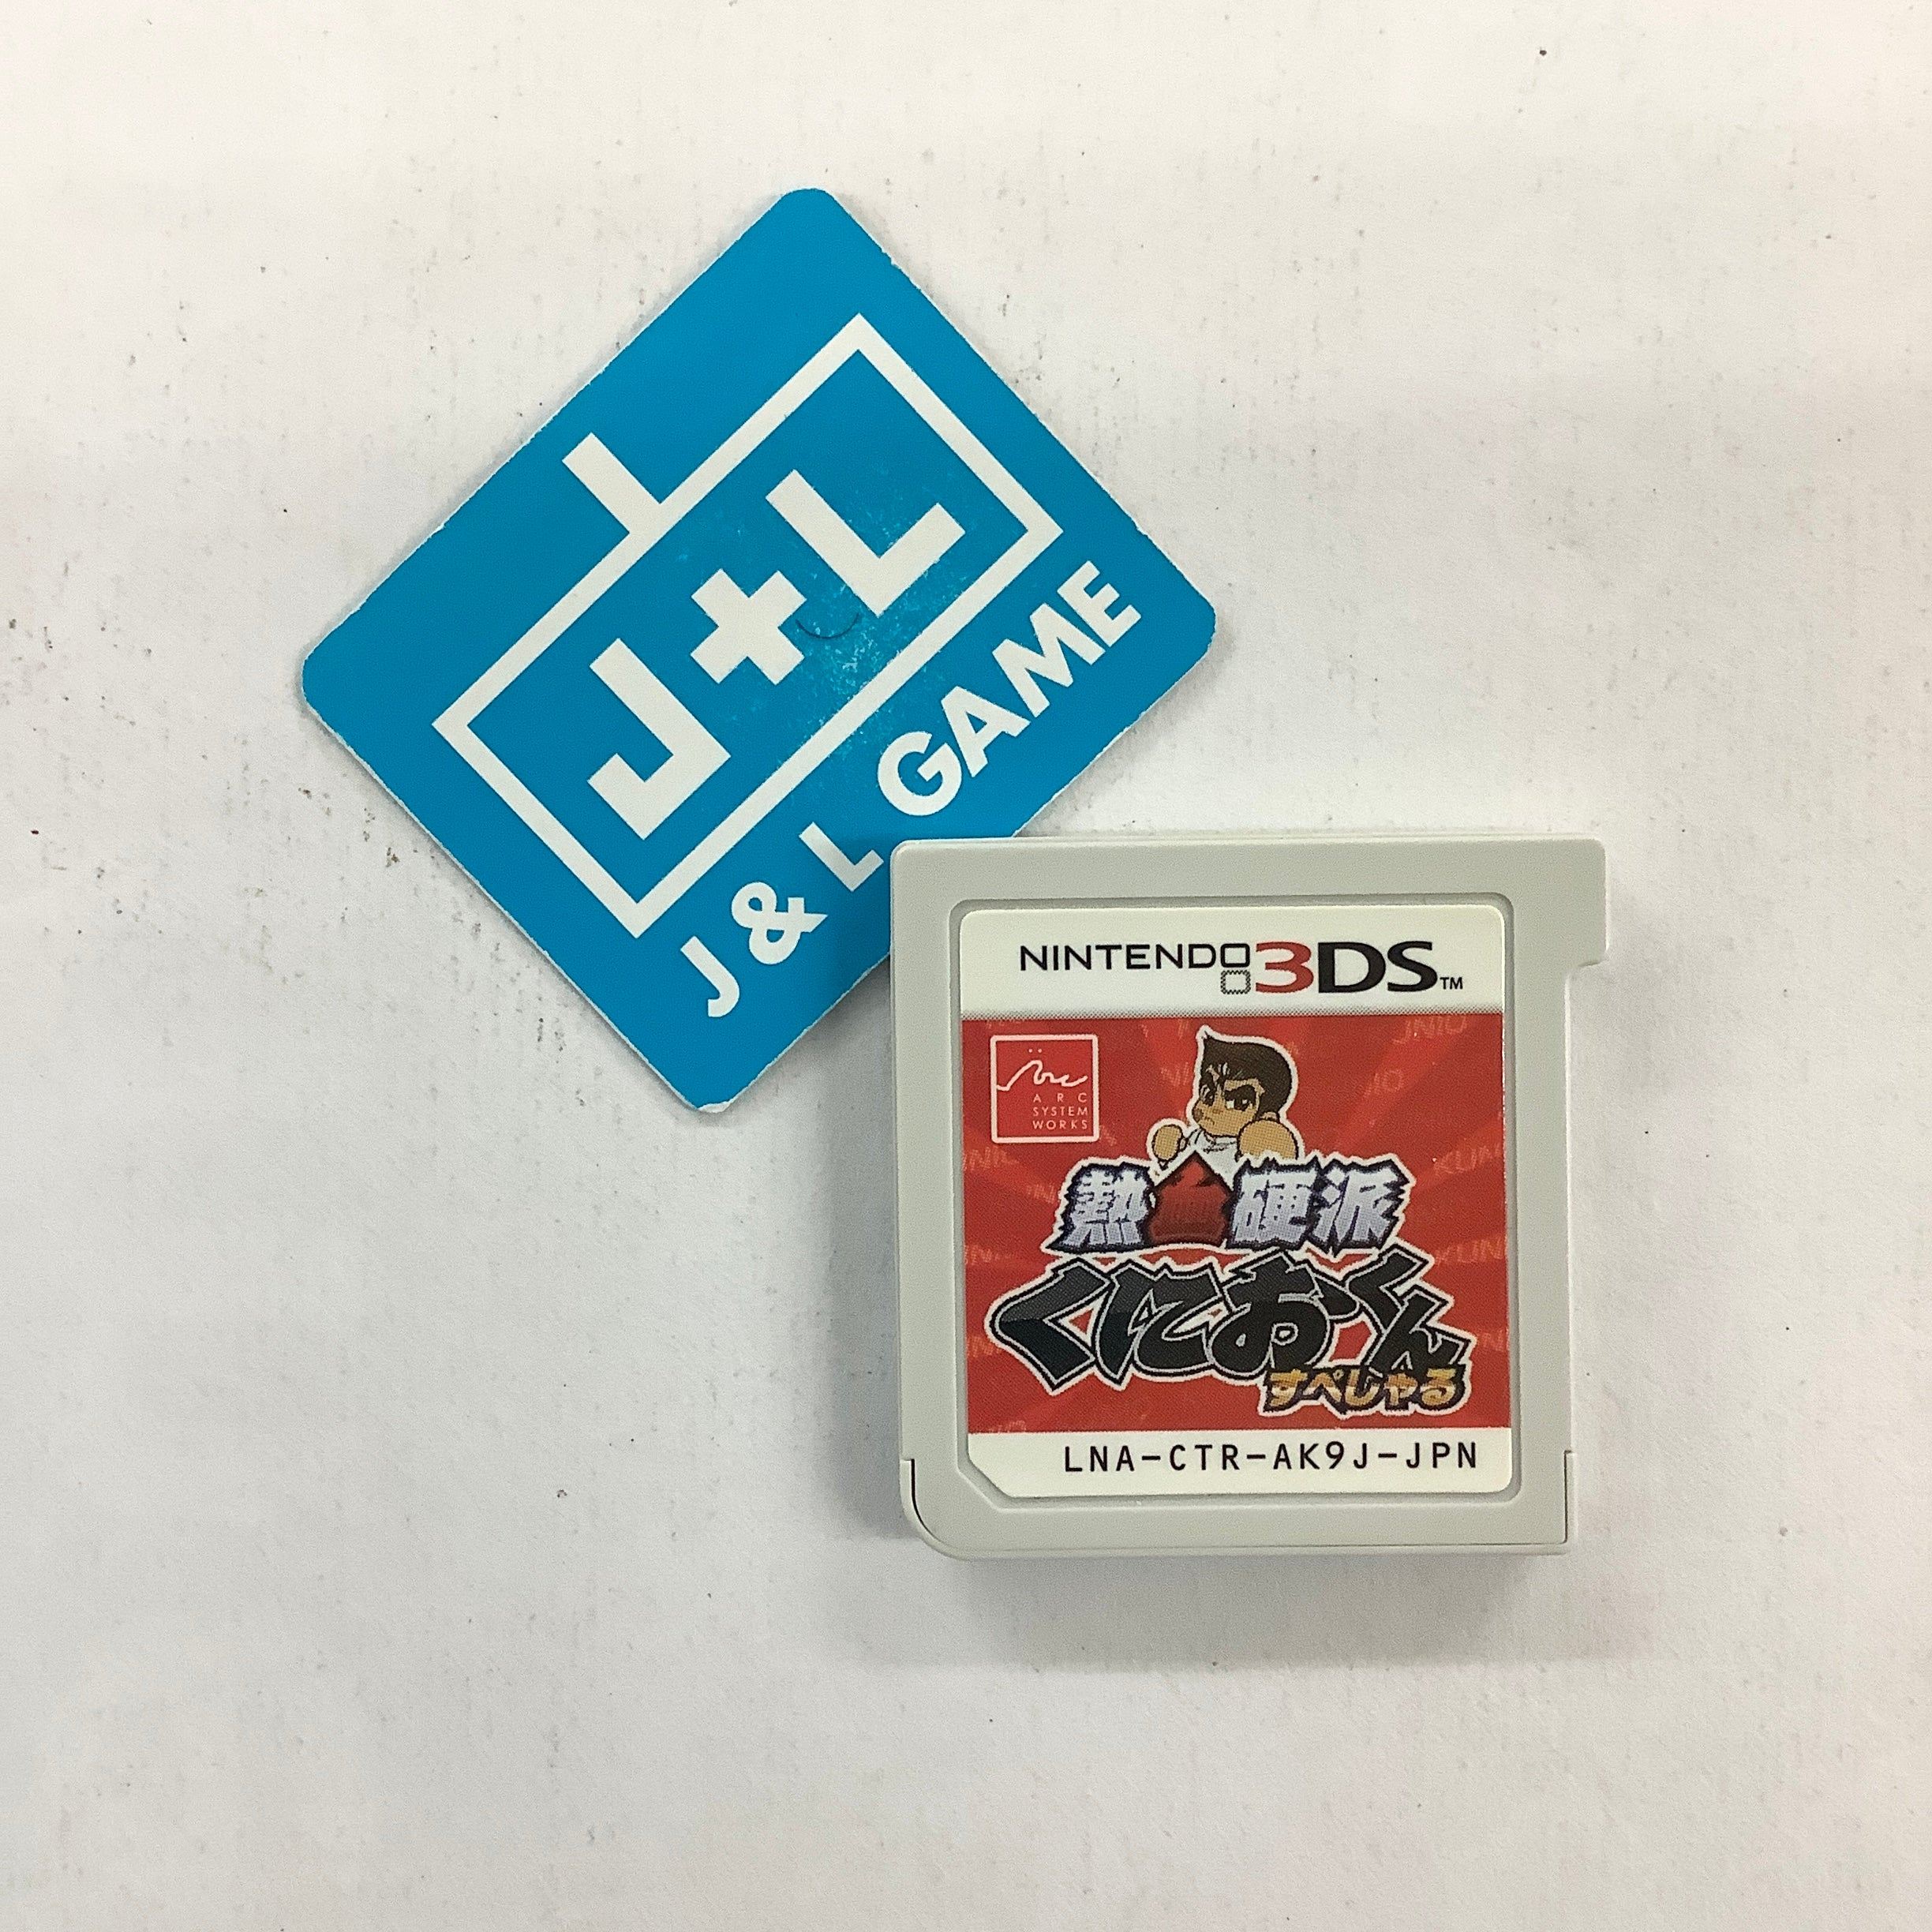 J+L
J & L GAME
NINTENDO 3DS™
ARC
SYSTEM
WORKS
熱血硬派
くにおくん
すぺしゃる
LNA-CTR-AK9J-JPN